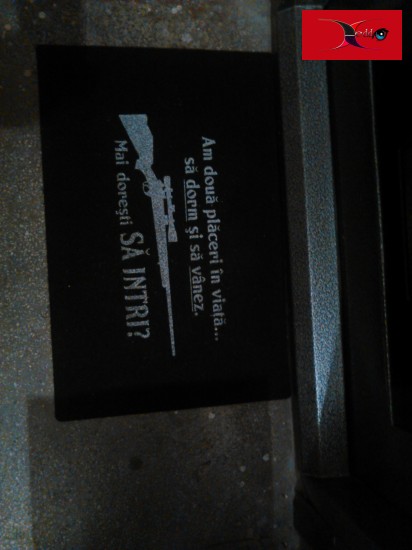 Am două plăceri în viață...
să dorm și să vânez.
Mai dorești SĂ INTRI?